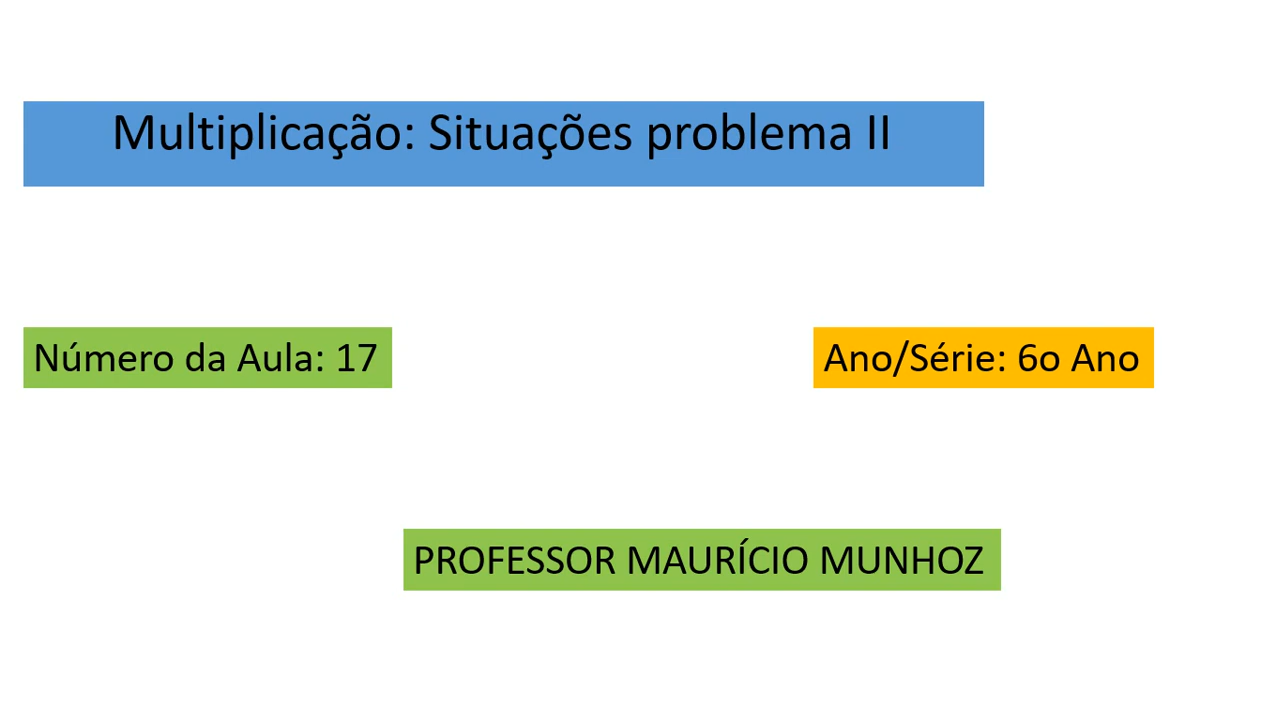 Multiplicação: Situações problema II
Número da Aula: 17
Ano/Série: 6o Ano
PROFESSOR MAURÍCIO MUNHOZ